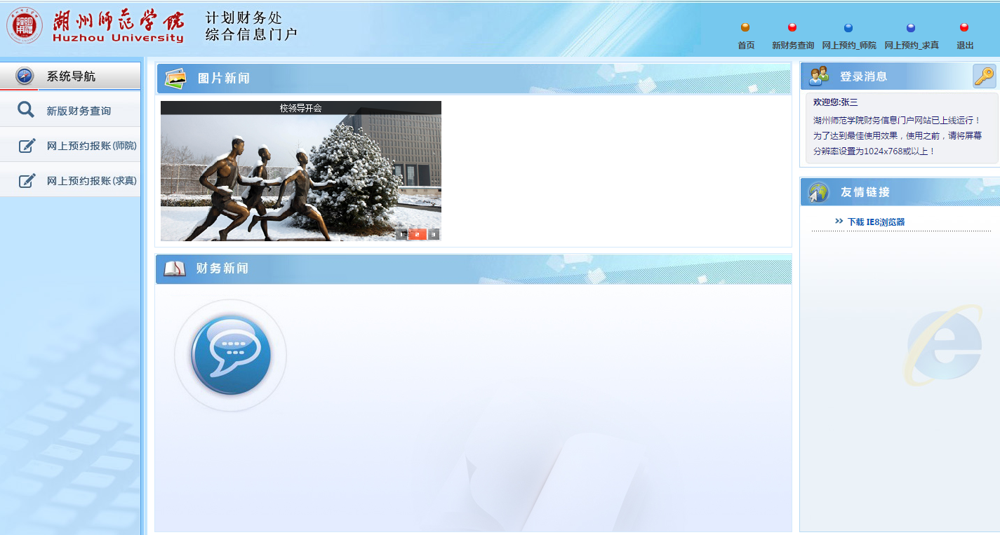 湖州师范学院
Huzhou University
计划财务处
综合信息门户
首页
新财务查询
网上预约_师院
网上预约_求真
退出
系统导航
新版财务查询
网上预约报账(师院)
网上预约报账(求真)
图片新闻
校领导开会
1 2 3
财务新闻
登录消息
欢迎您:张三
湖州师范学院财务信息门户网站已上线运行！
为了达到最佳使用效果，使用之前，请将屏幕
分辨率设置为1024x768或以上！
友情链接
下载 IE8浏览器